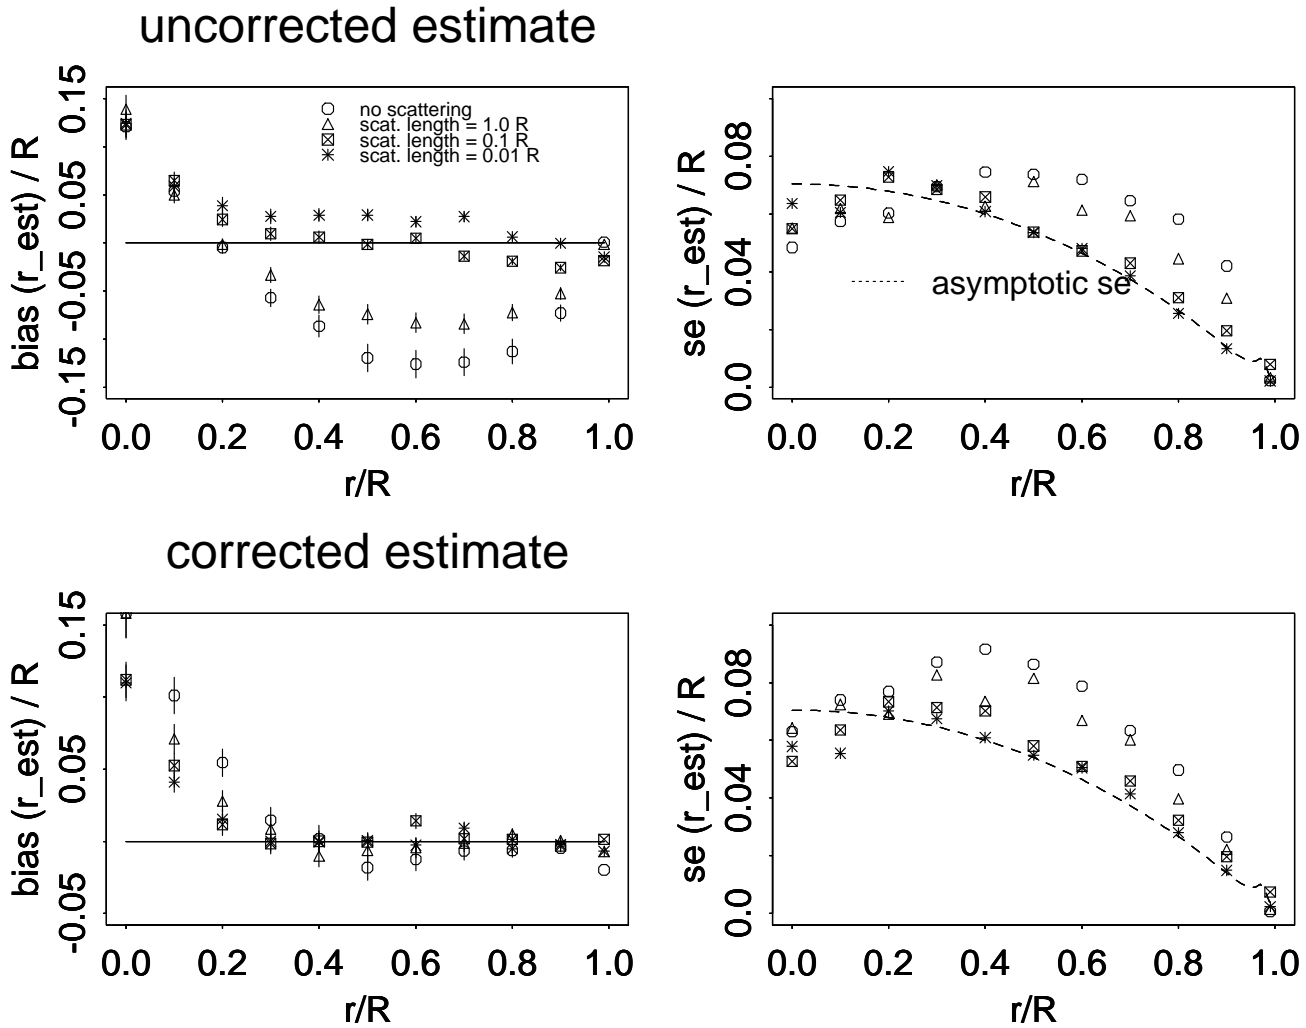 uncorrected estimate
bias (r_est) / R
-0.15 -0.05 0.05 0.15
no scattering
scat. length = 1.0 R
scat. length = 0.1 R
scat. length = 0.01 R
0.0 0.2 0.4 0.6 0.8 1.0
r/R
se (r_est) / R
0.0 0.04 0.08
asymptotic se
0.0 0.2 0.4 0.6 0.8 1.0
r/R
corrected estimate
bias (r_est) / R
-0.05 0.05 0.15
0.0 0.2 0.4 0.6 0.8 1.0
r/R
se (r_est) / R
0.0 0.04 0.08
0.0 0.2 0.4 0.6 0.8 1.0
r/R